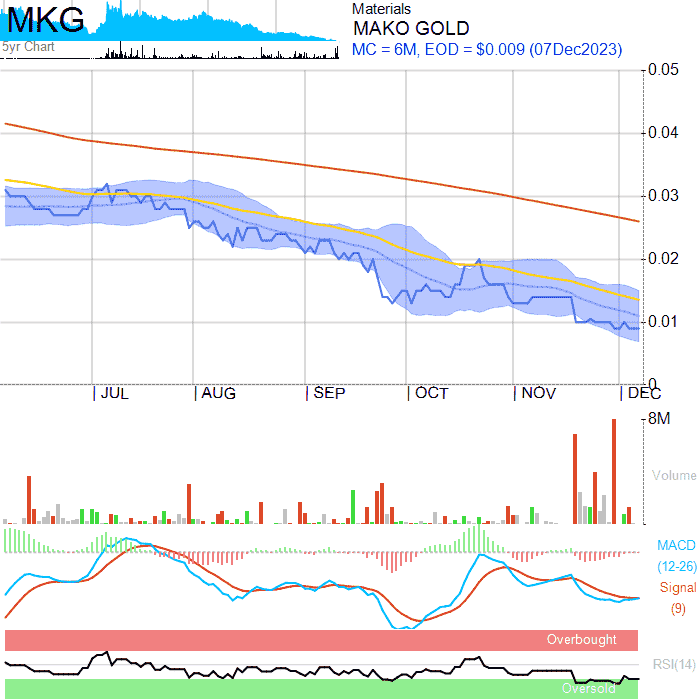 MKG
5yr Chart
Materials
MAKO GOLD
MC = 6M, EOD = $0.009 (07Dec2023)
0.05
0.04
0.03
0.02
0.01
0
JUL AUG SEP OCT NOV DEC
8M
Volume
MACD
(12-26)
Signal
(9)
Overbought
RSI(14)
Oversold